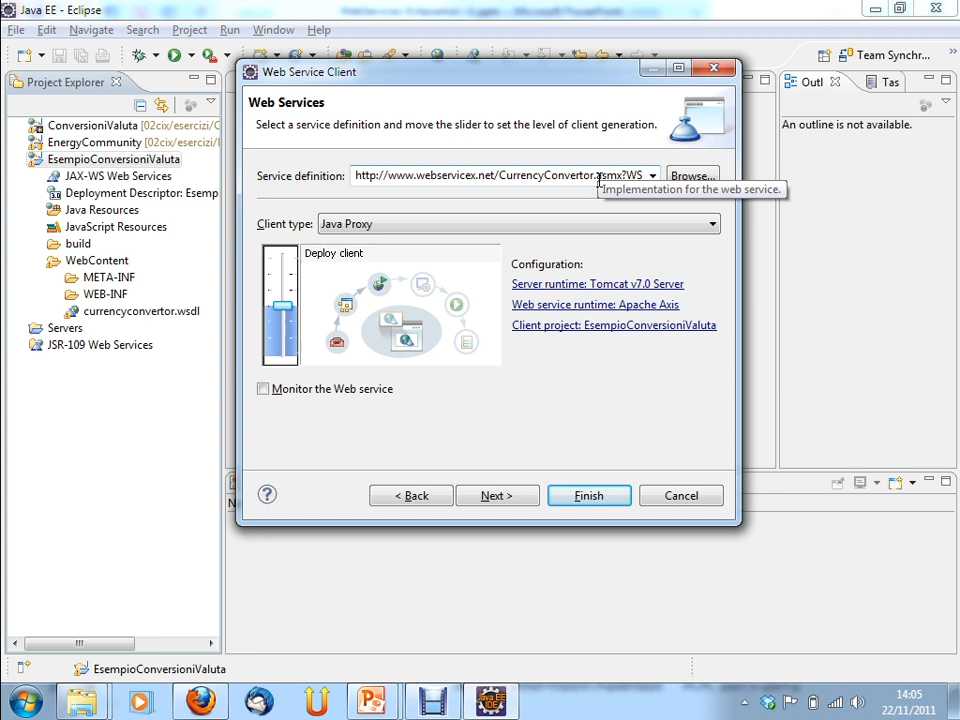 Java EE - Eclipse
File Edit Navigate Search Project Run Window Help
Team Synchr...
Project Explorer
ConversioniValuta [02cix/esercizi/C
EnergyCommunity [02cix/esercizi/
EsempioConversioniValuta
JAX-WS Web Services
Deployment Descriptor: Esemp
Java Resources
JavaScript Resources
build
WebContent
META-INF
WEB-INF
currencyconvertor.wsdl
Servers
JSR-109 Web Services
Web Service Client
Web Services
Select a service definition and move the slider to set the level of client generation.
Service definition: http://www.webservicex.net/CurrencyConvertor.asmx?WS Browse...
Implementation for the web service.
Client type: Java Proxy
Deploy client
Configuration:
Server runtime: Tomcat v7.0 Server
Web service runtime: Apache Axis
Client project: EsempioConversioniValuta
Monitor the Web service
< Back Next > Finish Cancel
Outl Tas
An outline is not available.
EsempioConversioniValuta
Java EE
IDE
14:05
22/11/2011